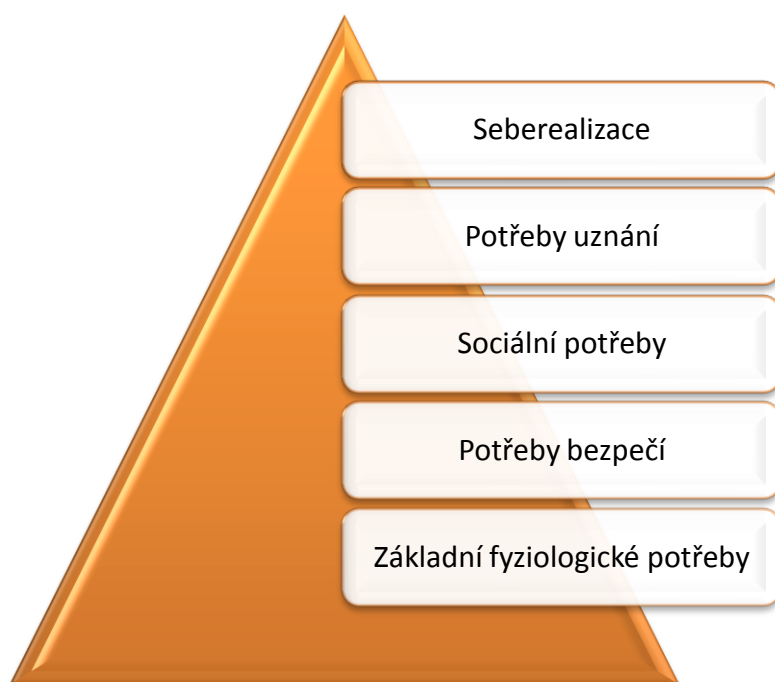 Seberealizace
Potřeby uznání
Sociální potřeby
Potřeby bezpečí
Základní fyziologické potřeby